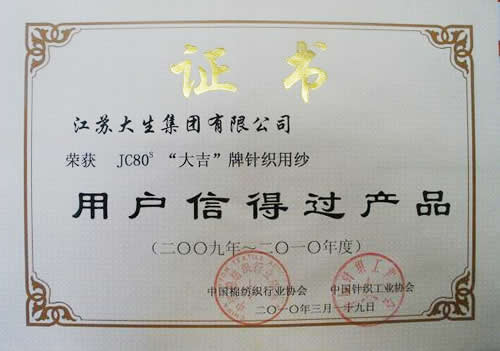 证书
江苏大生集团有限公司
荣获 JC80S “大吉”牌针织用纱
用户信得过产品
(二〇〇九年~二〇一〇年度)
中国棉纺织行业协会 中国针织工业协会
二〇一〇年三月一十九日